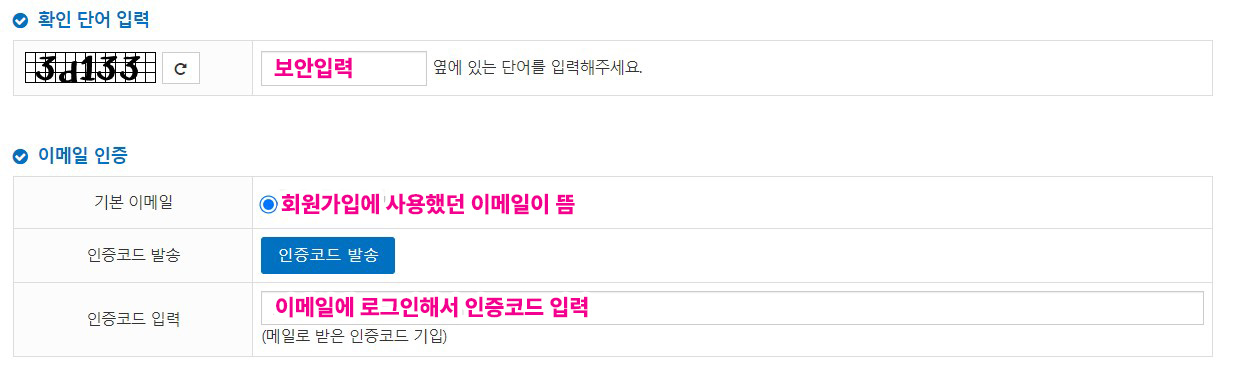 확인 단어 입력
3d133
보안입력
옆에 있는 단어를 입력해주세요.
이메일 인증
기본 이메일
회원가입에 사용했던 이메일이 뜸
인증코드 발송
인증코드 발송
인증코드 입력
이메일에 로그인해서 인증코드 입력
(메일로 받은 인증코드 기입)